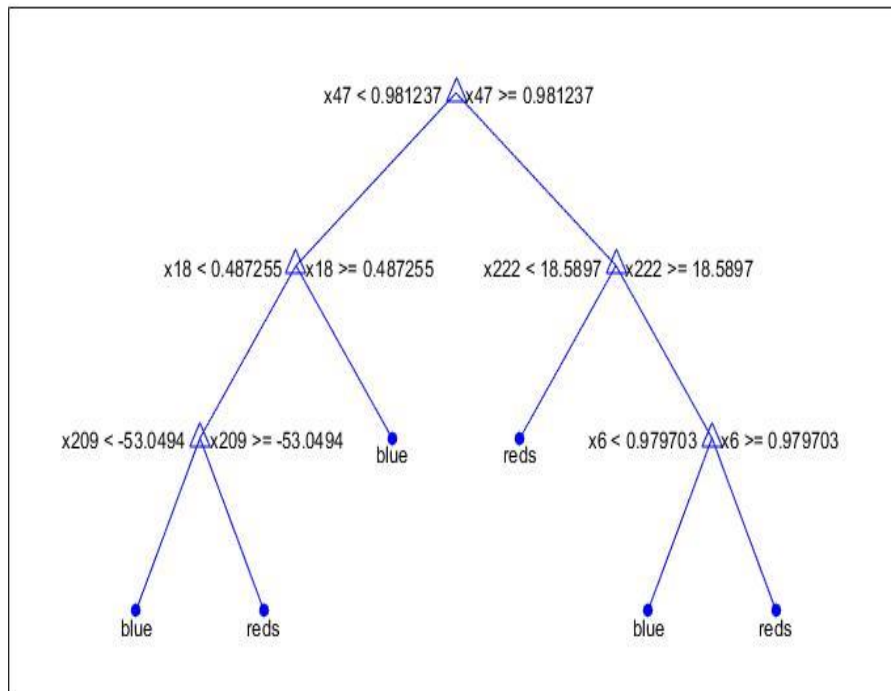 x47 < 0.981237 x47 >= 0.981237
x18 < 0.487255 x18 >= 0.487255 x222 < 18.5897 x222 >= 18.5897
x209 < -53.0494 x209 >= -53.0494 blue reds x6 < 0.979703 x6 >= 0.979703
blue reds blue reds